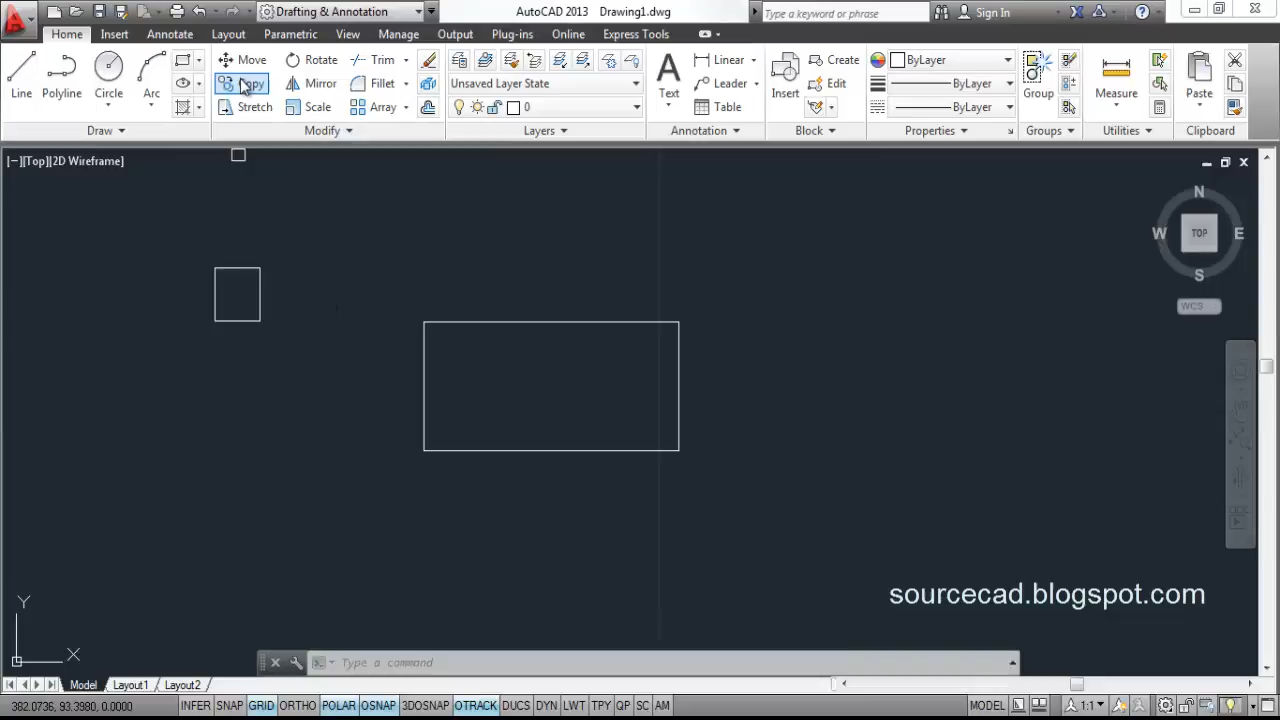 Drafting & Annotation AutoCAD 2013 Drawing1.dwg Type a keyword or phrase Sign In
Home Insert Annotate Layout Parametric View Manage Output Plug-ins Online Express Tools
Line Polyline Circle Arc
Move Rotate Trim
Copy Mirror Fillet
Stretch Scale Array
Unsaved Layer State
0
Text
Linear
Leader
Table
Insert
Create
Edit
ByLayer
ByLayer
ByLayer
Group Measure Paste
Draw Modify Layers Annotation Block Properties Groups Utilities Clipboard
[−][Top][2D Wireframe]
N
W TOP E
S
WCS
sourcecad.blogspot.com
Y
X
Type a command
Model Layout1 Layout2
382.0736, 93.3980, 0.0000 INFER SNAP GRID ORTHO POLAR OSNAP 3DOSNAP OTRACK DUCS DYN LWT TPY QP SC AM MODEL 1:1